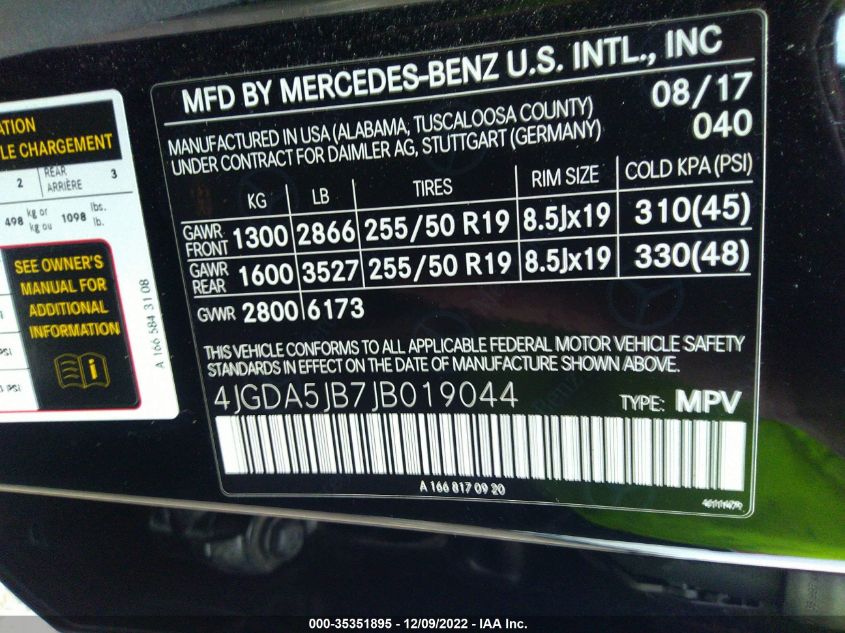 ATION
LE CHARGEMENT
2 REAR ARRIÈRE 3
498 kg or kg ou 1098 lbs. lb.
SEE OWNER'S
MANUAL FOR
ADDITIONAL
INFORMATION
PSI
PSI
A 166 584 31 08
MFD BY MERCEDES-BENZ U.S. INTL., INC
MANUFACTURED IN USA (ALABAMA, TUSCALOOSA COUNTY) 08/17
UNDER CONTRACT FOR DAIMLER AG, STUTTGART (GERMANY) 040
KG LB TIRES RIM SIZE COLD KPA (PSI)
GAWR FRONT 1300 2866 255/50 R19 8.5Jx19 310(45)
GAWR REAR 1600 3527 255/50 R19 8.5Jx19 330(48)
GVWR 2800 6173
THIS VEHICLE CONFORMS TO ALL APPLICABLE FEDERAL MOTOR VEHICLE SAFETY
STANDARDS IN EFFECT ON THE DATE OF MANUFACTURE SHOWN ABOVE.
4JGDA5JB7JB019044 TYPE: MPV
A 166 817 09 20
000-35351895 - 12/09/2022 - IAA Inc.